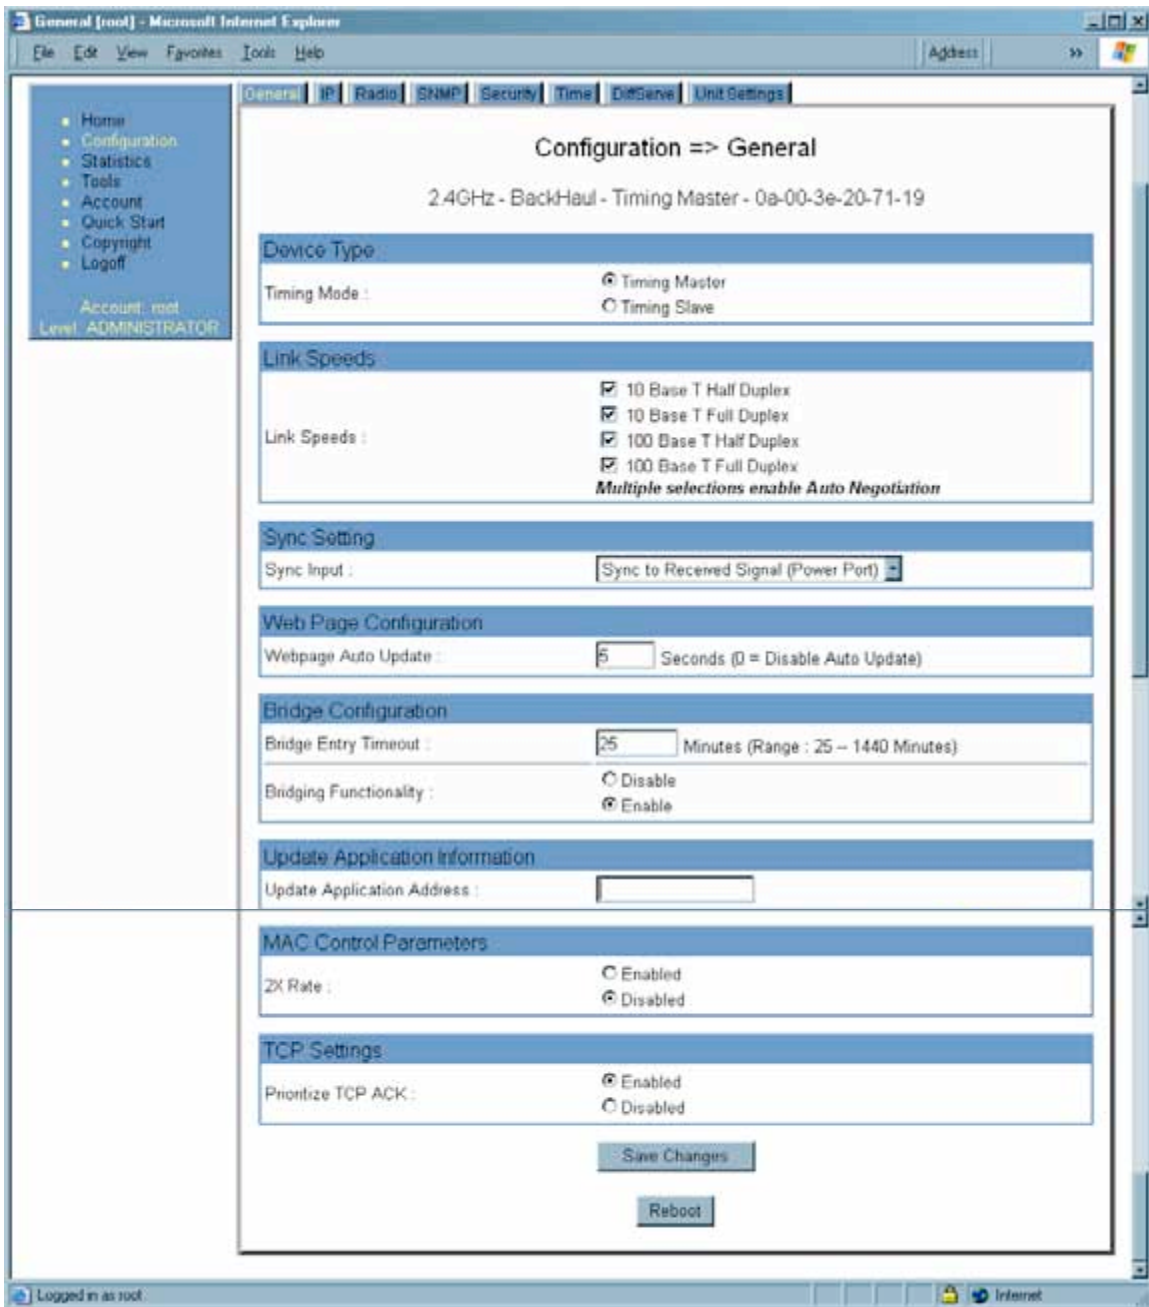 General [root] - Microsoft Internet Explorer
File Edit View Favorites Tools Help
Address
»
General IP Radio SNMP Security Time DiffServe Unit Settings
Home
Configuration
Statistics
Tools
Account
Quick Start
Copyright
Logoff
Account: root
Level: ADMINISTRATOR
Configuration => General
2.4GHz - BackHaul - Timing Master - 0a-00-3e-20-71-19
Device Type
Timing Mode :
Timing Master
Timing Slave
Link Speeds
Link Speeds :
10 Base T Half Duplex
10 Base T Full Duplex
100 Base T Half Duplex
100 Base T Full Duplex
Multiple selections enable Auto Negotiation
Sync Setting
Sync Input :
Sync to Received Signal (Power Port)
Web Page Configuration
Webpage Auto Update :
Seconds (0 = Disable Auto Update)
Bridge Configuration
Bridge Entry Timeout :
25 Minutes (Range : 25 -- 1440 Minutes)
Bridging Functionality :
Disable
Enable
Update Application Information
Update Application Address :
MAC Control Parameters
2X Rate :
Enabled
Disabled
TCP Settings
Prioritize TCP ACK :
Enabled
Disabled
Save Changes
Reboot
Logged in as root
Internet